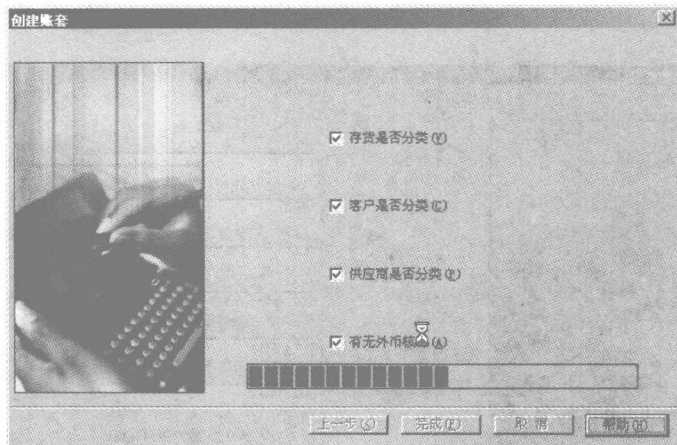 创建账套
存货是否分类(Y)
客户是否分类(C)
供应商是否分类(P)
有无外币核(A)
上一步(S)
完成(F)
取 消
帮助(H)